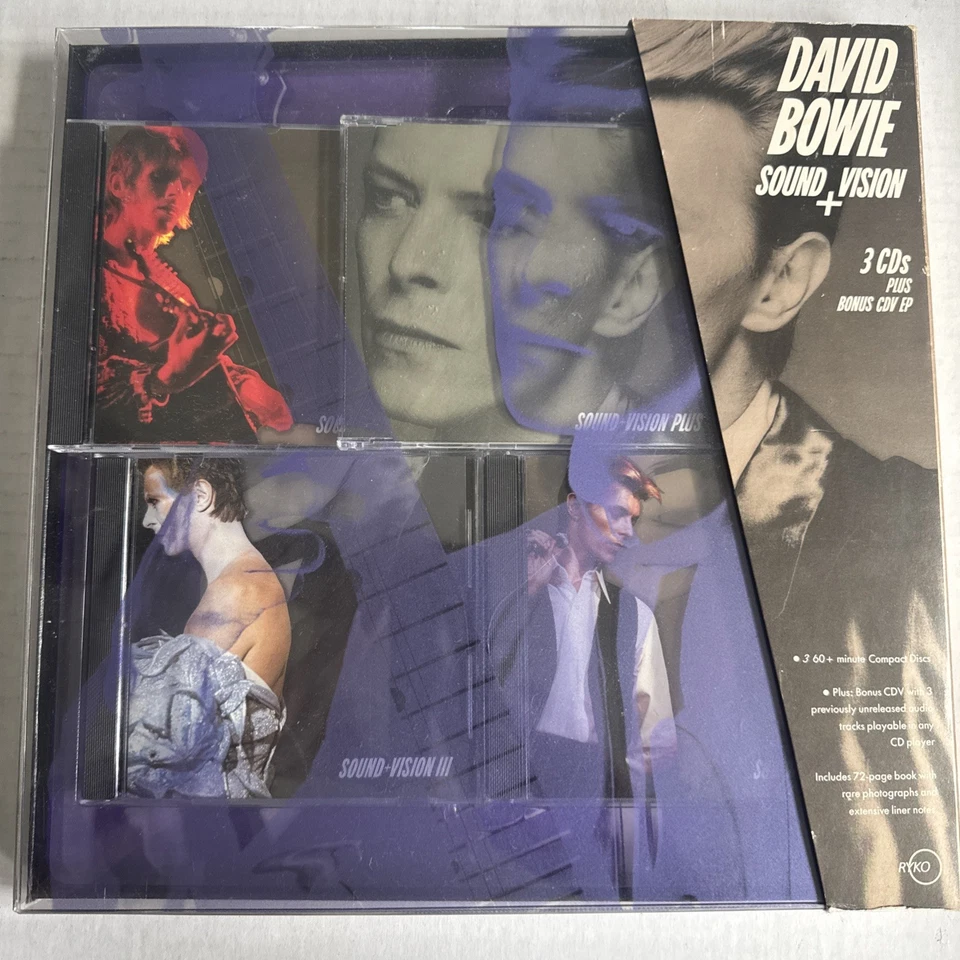 DAVID
BOWIE
SOUND VISION
+
3 CDs
PLUS
BONUS CDV EP
SOUND+VISION PLUS
SOUND+VISION III
• 3 60+ minute Compact Discs
• Plus: Bonus CDV with 3
previously unreleased audio
tracks playable in any
CD player
Includes 72-page book with
rare photographs and
extensive liner notes
RYKO